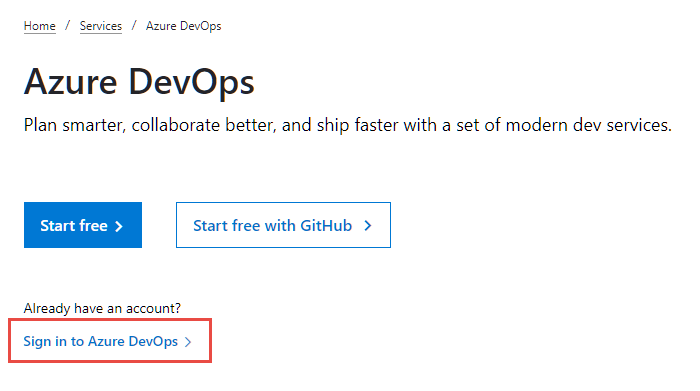 Home / Services / Azure DevOps
Azure DevOps
Plan smarter, collaborate better, and ship faster with a set of modern dev services.
Start free > Start free with GitHub >
Already have an account?
Sign in to Azure DevOps >